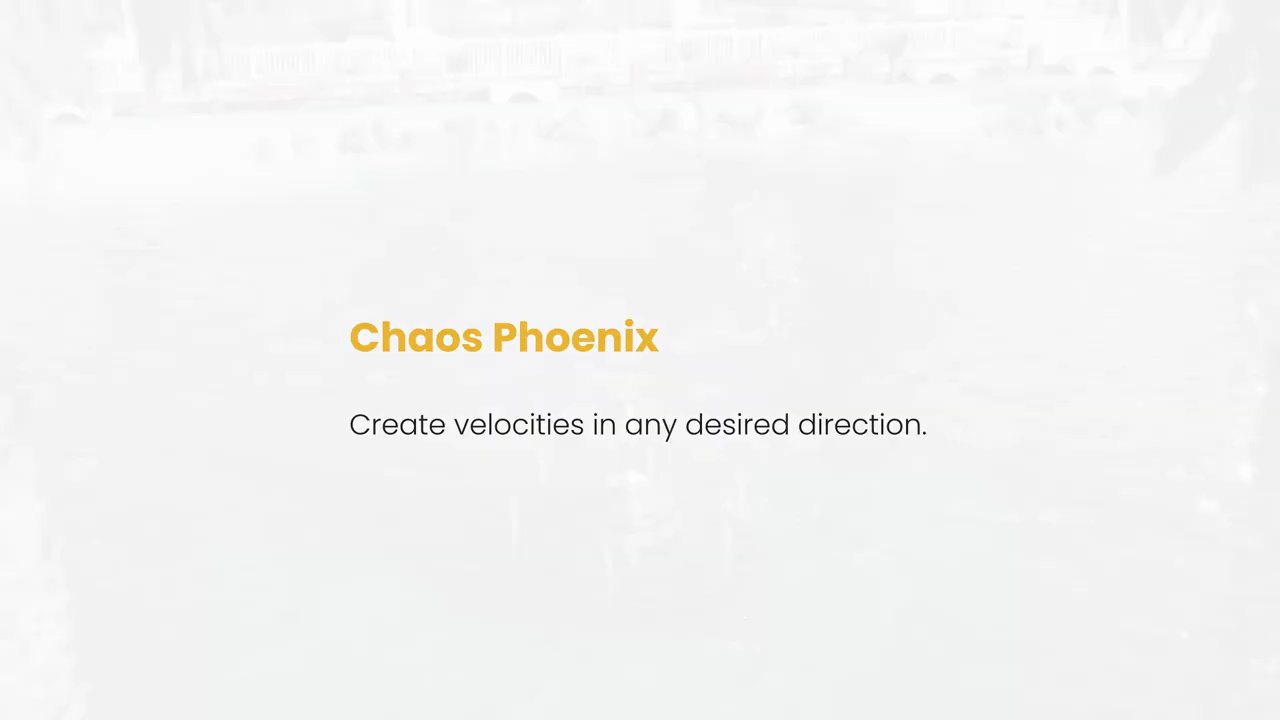 Chaos Phoenix
Create velocities in any desired direction.